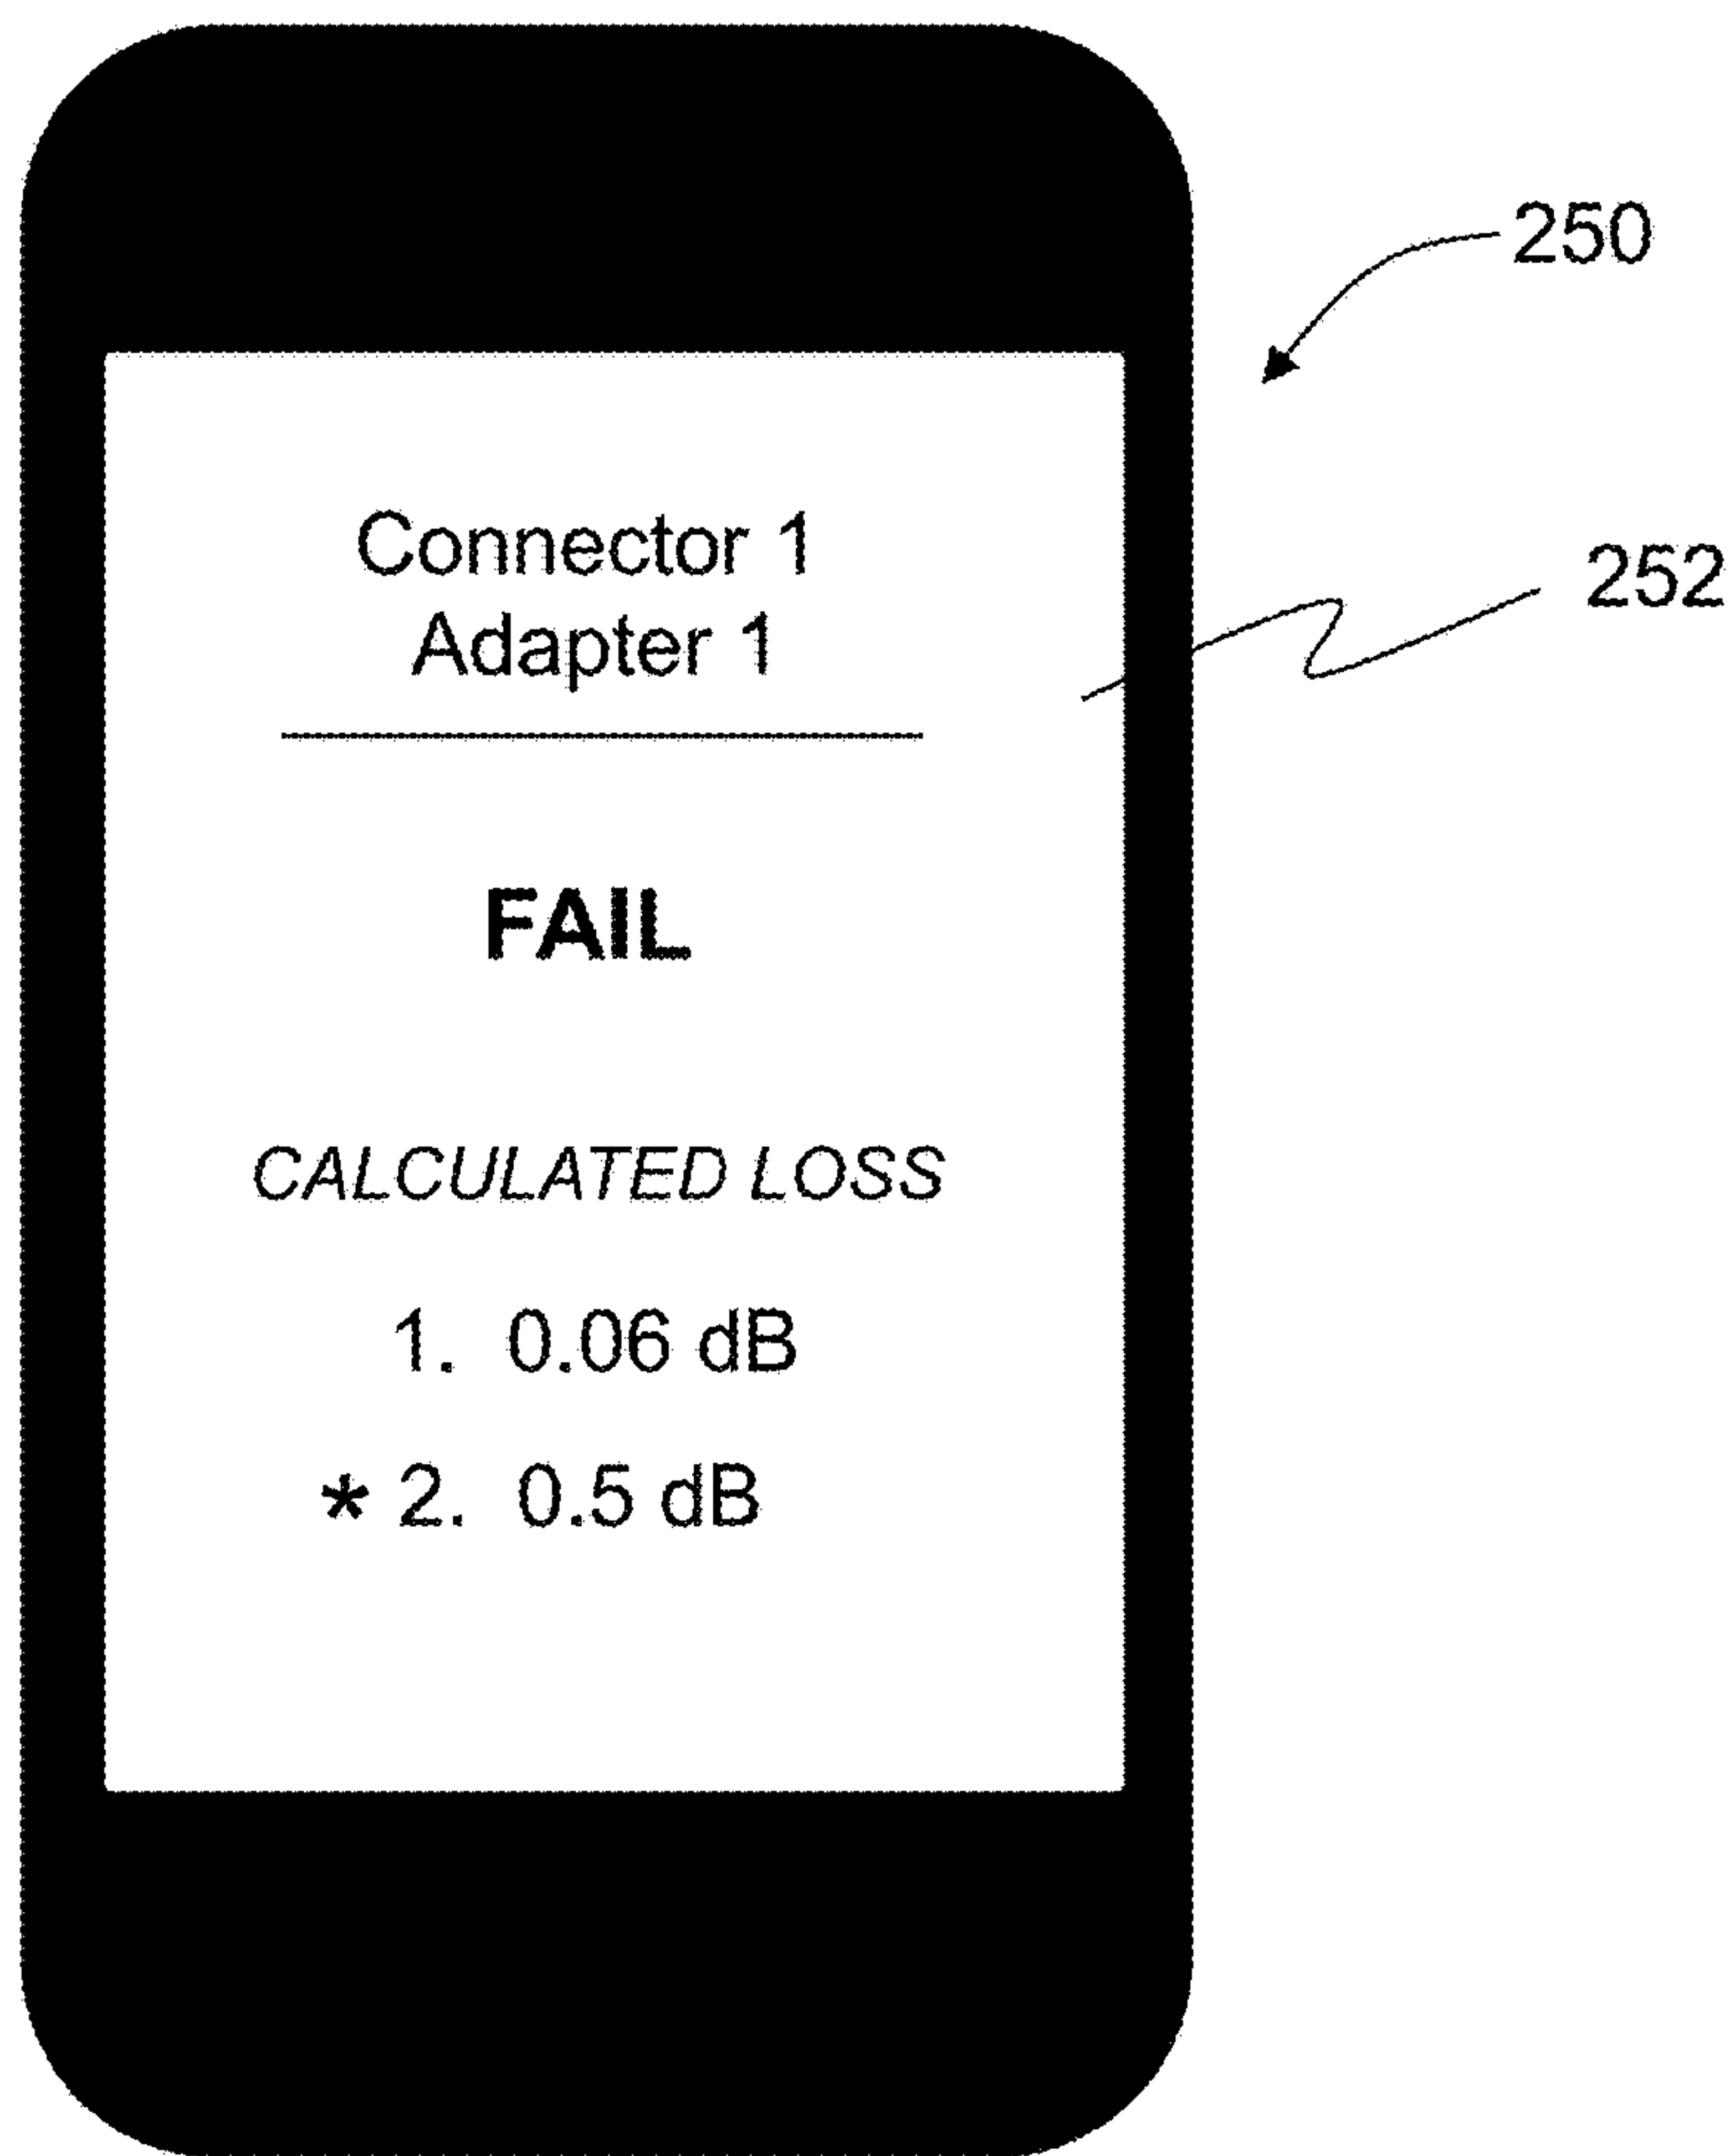 250
252
Connector 1
Adapter 1
FAIL
CALCULATED LOSS
1. 0.06 dB
* 2. 0.5 dB